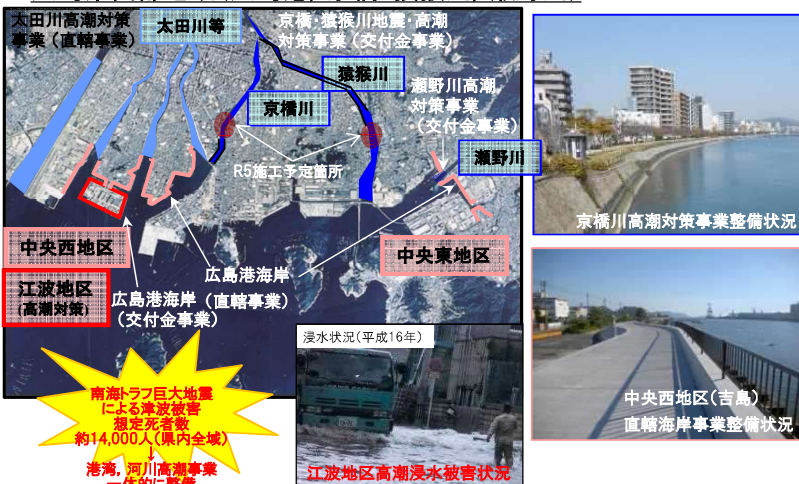 太田川高潮対策
事業（直轄事業）
太田川等
京橋・猿猴川地震・高潮
対策事業（交付金事業）
猿猴川
京橋川
瀬野川高潮
対策事業
（交付金事業）
瀬野川
R5施工予定箇所
中央西地区
江波地区
(高潮対策)
広島港海岸
（交付金事業）
広島港海岸
（直轄事業）
中央東地区
京橋川高潮対策事業整備状況
中央西地区（吉島）
直轄海岸事業整備状況
浸水状況（平成16年）
江波地区高潮浸水被害状況
南海トラフ巨大地震
による津波被害
想定死者数
約14,000人（県内全域）
↓
港湾，河川高潮事業
一体的に整備